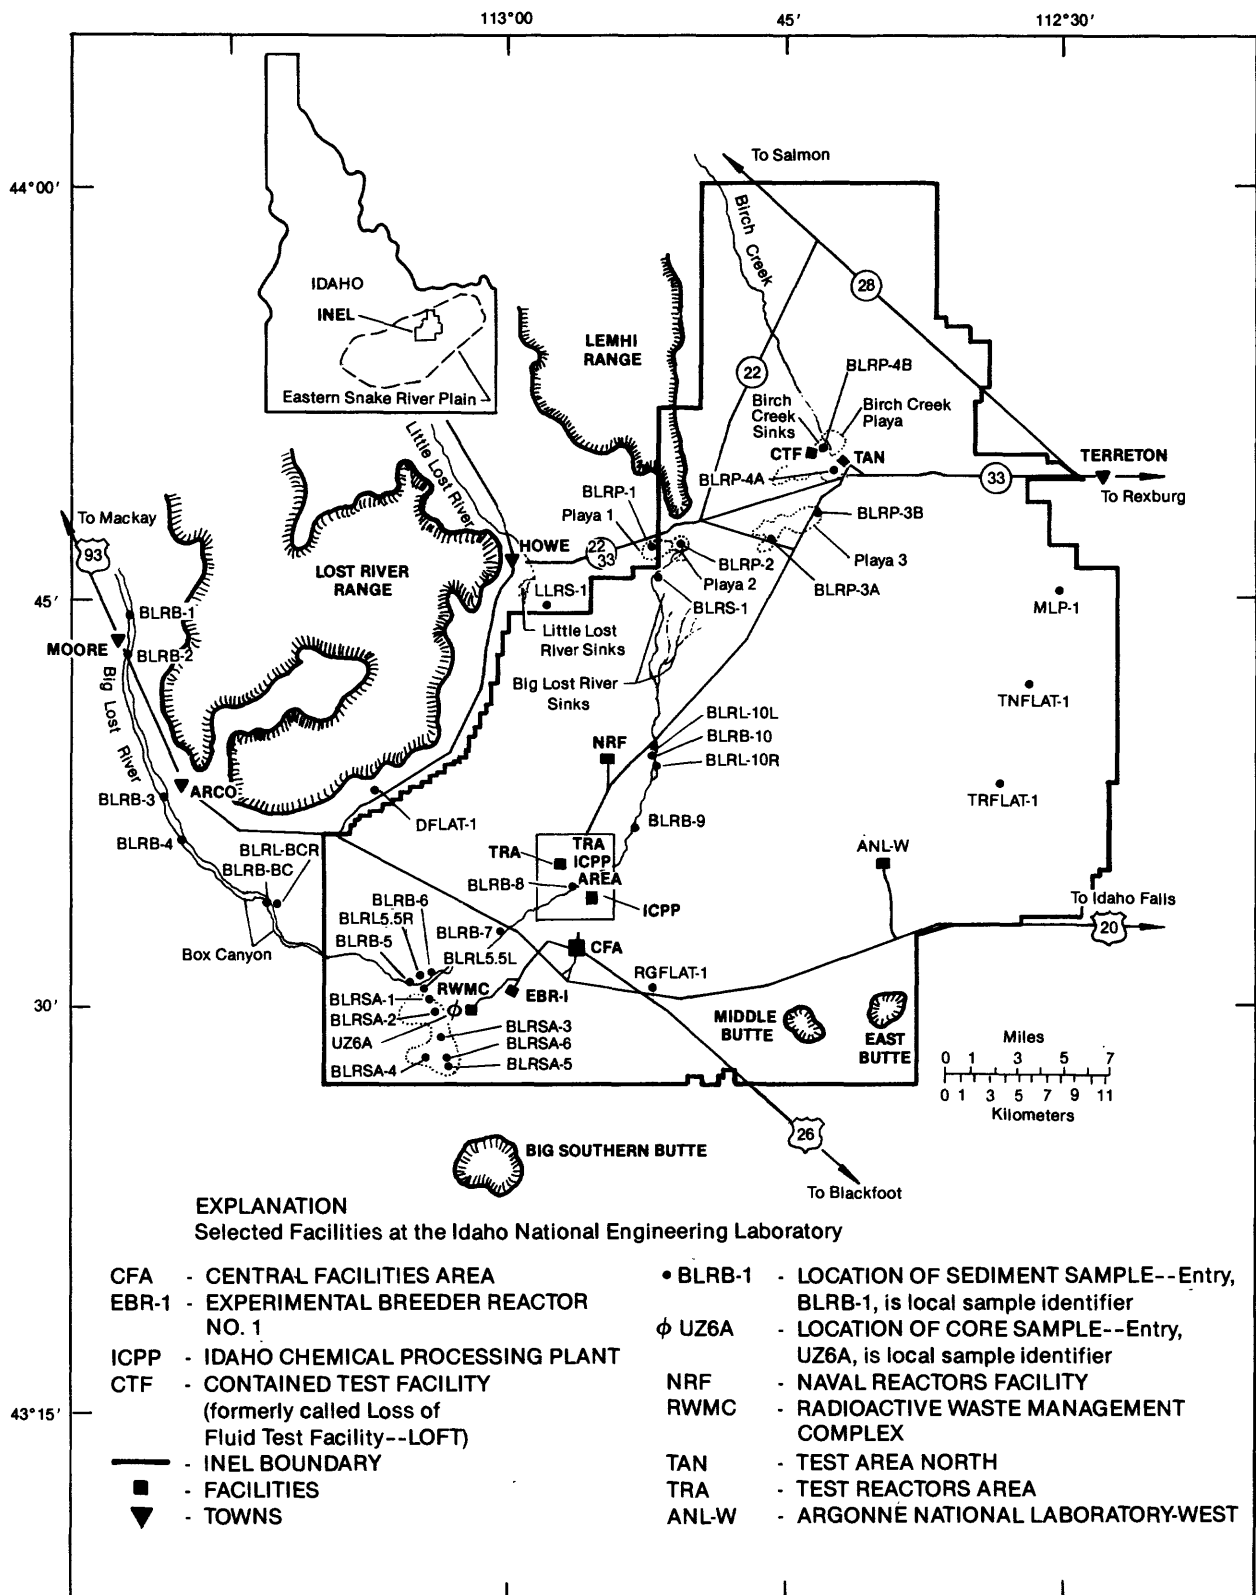 113°00
45'
112°30'
44°00'
To Salmon
Birch Creek
28
IDAHO
INEL
Eastern Snake River Plain
LEMHI
RANGE
22
BLRP-4B
Birch
Creek
Sinks
Birch Creek
Playa
CTF
TAN
TERRETON
BLRP-4A
33
To Rexburg
Little Lost River
BLRP-1
Playa 1
BLRP-3B
To Mackay
93
HOWE
22
33
Playa 3
BLRP-2
Playa 2
BLRP-3A
LOST RIVER
RANGE
LLRS-1
BLRS-1
MLP-1
45'
BLRB-1
MOORE
BLRB-2
Little Lost
River Sinks
Big Lost River
Sinks
TNFLAT-1
Big Lost River
BLRL-10L
BLRB-10
BLRL-10R
NRF
BLRB-3
ARCO
DFLAT-1
TRFLAT-1
BLRB-9
BLRB-4
BLRL-BCR
BLRB-BC
TRA
TRA
ICPP
AREA
ANL-W
BLRB-8
ICPP
BLRB-6
BLRL5.5R
BLRB-5
BLRB-7
CFA
To Idaho Falls
20
Box Canyon
BLRL5.5L
RGFLAT-1
RWMC
EBR-I
30'
BLRSA-1
BLRSA-2
UZ6A
BLRSA-3
BLRSA-6
BLRSA-4
BLRSA-5
MIDDLE
BUTTE
EAST
BUTTE
Miles
0 1 3 5 7
0 1 3 5 7 9 11
Kilometers
26
To Blackfoot
BIG SOUTHERN BUTTE
EXPLANATION
Selected Facilities at the Idaho National Engineering Laboratory
CFA - CENTRAL FACILITIES AREA
EBR-1 - EXPERIMENTAL BREEDER REACTOR
NO. 1
ICPP - IDAHO CHEMICAL PROCESSING PLANT
CTF - CONTAINED TEST FACILITY
(formerly called Loss of
Fluid Test Facility--LOFT)
- INEL BOUNDARY
- FACILITIES
- TOWNS
BLRB-1 - LOCATION OF SEDIMENT SAMPLE--Entry,
BLRB-1, is local sample identifier
ϕ UZ6A - LOCATION OF CORE SAMPLE--Entry,
UZ6A, is local sample identifier
NRF - NAVAL REACTORS FACILITY
RWMC - RADIOACTIVE WASTE MANAGEMENT
COMPLEX
TAN - TEST AREA NORTH
TRA - TEST REACTORS AREA
ANL-W - ARGONNE NATIONAL LABORATORY-WEST
43°15'